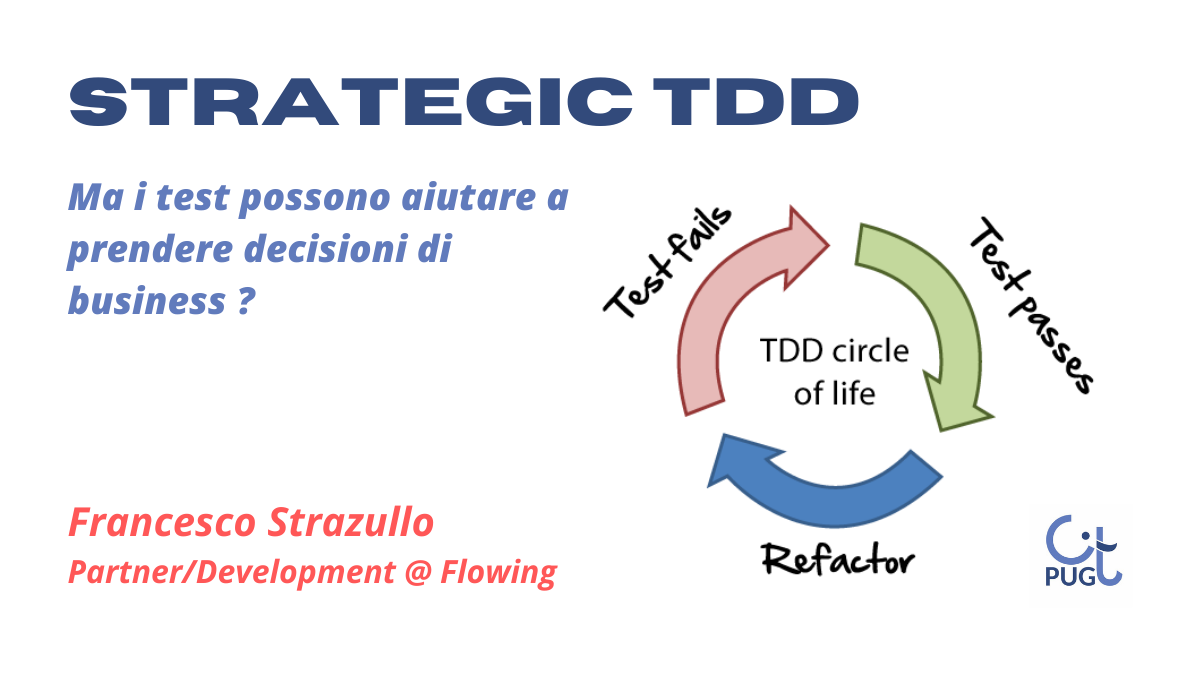 STRATEGIC TDD
Ma i test possono aiutare a
prendere decisioni di
business ?
Test fails
Test passes
TDD circle
of life
Refactor
Francesco Strazullo
Partner/Development @ Flowing
Ct
PUG